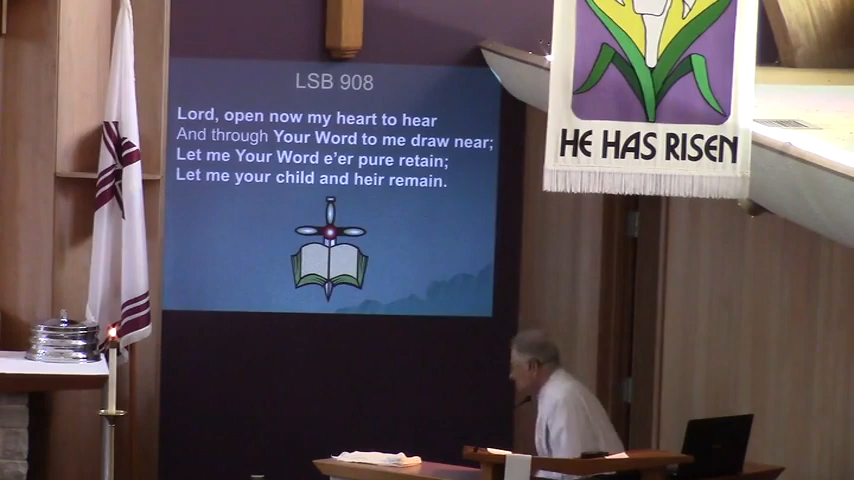 LSB 908
Lord, open now my heart to hear
And through Your Word to me draw near;
Let me Your Word e'er pure retain;
Let me your child and heir remain.
HE HAS RISEN